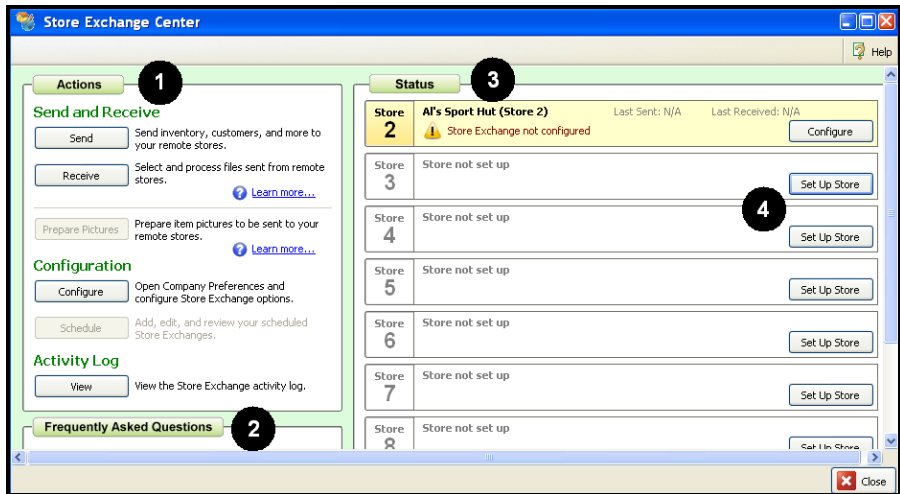 Store Exchange Center
Help
Actions
1
Send and Receive
Send
Send inventory, customers, and more to
your remote stores.
Receive
Select and process files sent from remote
stores.
Learn more...
Prepare Pictures
Prepare item pictures to be sent to your
remote stores.
Learn more...
Configuration
Configure
Open Company Preferences and
configure Store Exchange options.
Schedule
Add, edit, and review your scheduled
Store Exchanges.
Activity Log
View
View the Store Exchange activity log.
Frequently Asked Questions
2
Status
3
Store
2
Al's Sport Hut (Store 2)
Last Sent: N/A
Last Received: N/A
Store Exchange not configured
Configure
Store
3
Store not set up
Set Up Store
4
Store
4
Store not set up
Set Up Store
Store
5
Store not set up
Set Up Store
Store
6
Store not set up
Set Up Store
Store
7
Store not set up
Set Up Store
Store
8
Store not set up
Set Up Store
Close